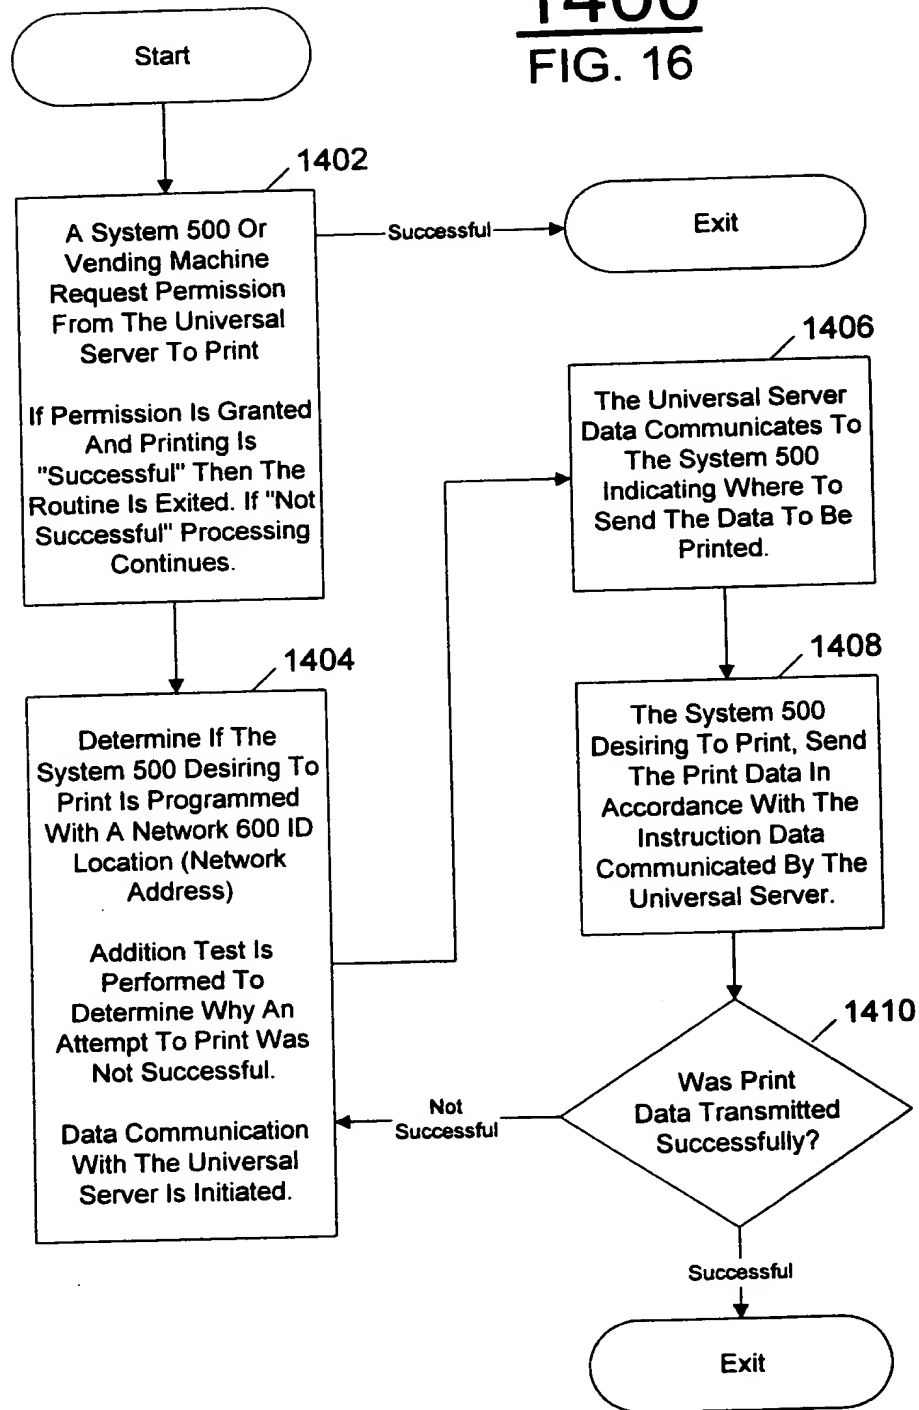 1400
FIG. 16
Start
1402
A System 500 Or
Vending Machine
Request Permission
From The Universal
Server To Print
If Permission Is Granted
And Printing Is
"Successful" Then The
Routine Is Exited. If "Not
Successful" Processing
Continues.
Successful
Exit
1404
Determine If The
System 500 Desiring To
Print Is Programmed
With A Network 600 ID
Location (Network
Address)
Addition Test Is
Performed To
Determine Why An
Attempt To Print Was
Not Successful.
Data Communication
With The Universal
Server Is Initiated.
1406
The Universal Server
Data Communicates To
The System 500
Indicating Where To
Send The Data To Be
Printed.
1408
The System 500
Desiring To Print, Send
The Print Data In
Accordance With The
Instruction Data
Communicated By The
Universal Server.
1410
Was Print
Data Transmitted
Successfully?
Not
Successful
Successful
Exit